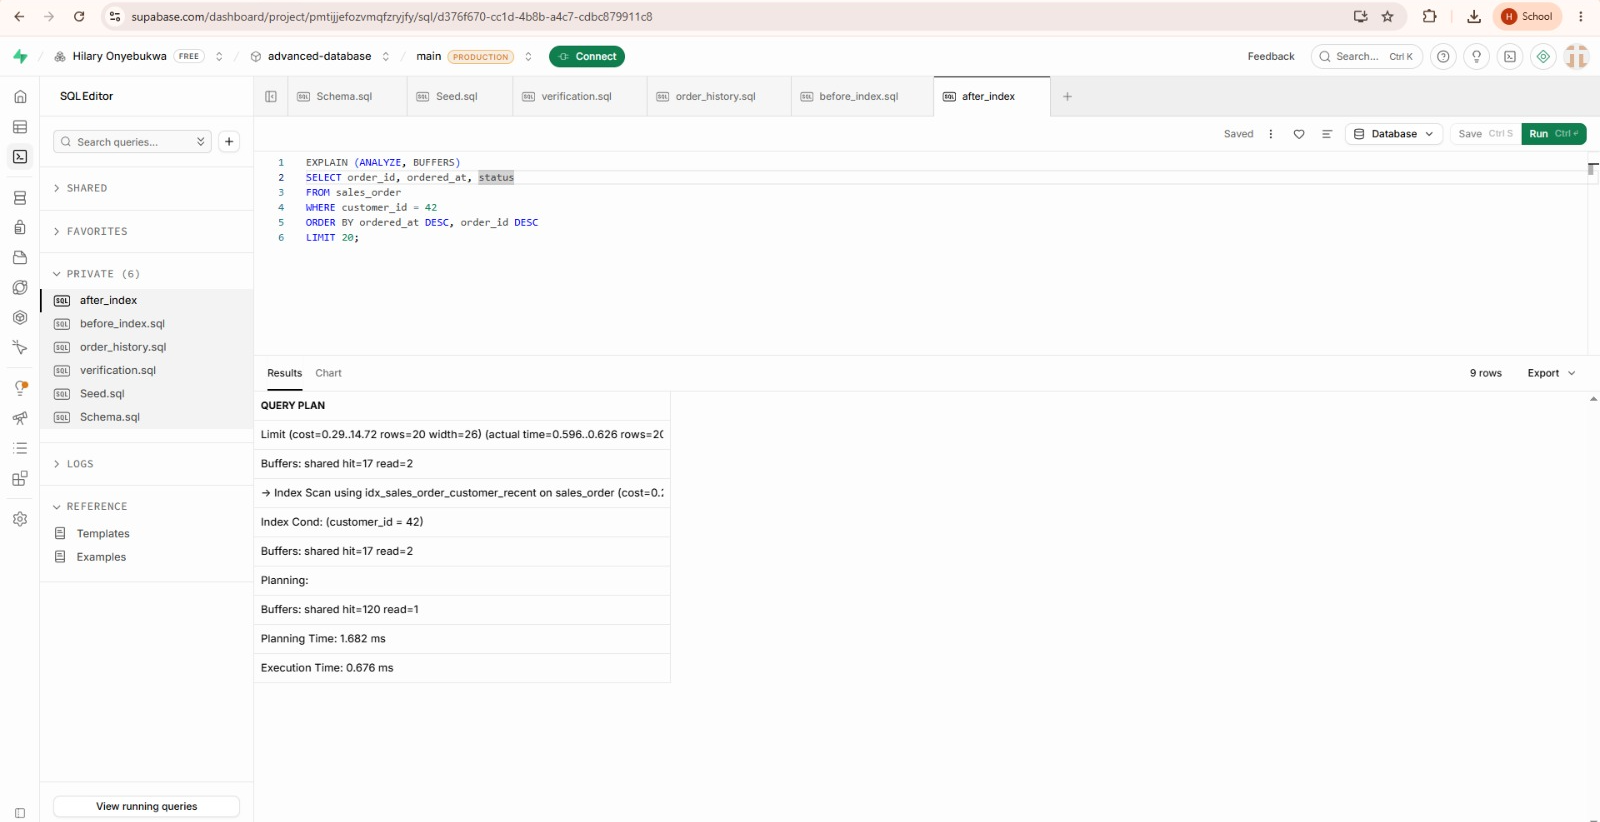 supabase.com/dashboard/project/pmtijjefozvmqfzryjfy/sql/d376f670-cc1d-4b8b-a4c7-cdbc879911c8
H School
Hilary Onyebukwa FREE / advanced-database / main PRODUCTION Connect
Feedback Search... Ctrl K
SQL Editor
Schema.sql Seed.sql verification.sql order_history.sql before_index.sql after_index
Search queries...
Saved Database Save Ctrl S Run Ctrl ↵
SHARED
FAVORITES
PRIVATE (6)
SQL after_index
SQL before_index.sql
SQL order_history.sql
SQL verification.sql
SQL Seed.sql
SQL Schema.sql
LOGS
REFERENCE
Templates
Examples
View running queries
1 EXPLAIN (ANALYZE, BUFFERS)
2 SELECT order_id, ordered_at, status
3 FROM sales_order
4 WHERE customer_id = 42
5 ORDER BY ordered_at DESC, order_id DESC
6 LIMIT 20;
Results Chart 9 rows Export
QUERY PLAN
Limit (cost=0.29..14.72 rows=20 width=26) (actual time=0.596..0.626 rows=20
Buffers: shared hit=17 read=2
→ Index Scan using idx_sales_order_customer_recent on sales_order (cost=0.2
Index Cond: (customer_id = 42)
Buffers: shared hit=17 read=2
Planning:
Buffers: shared hit=120 read=1
Planning Time: 1.682 ms
Execution Time: 0.676 ms